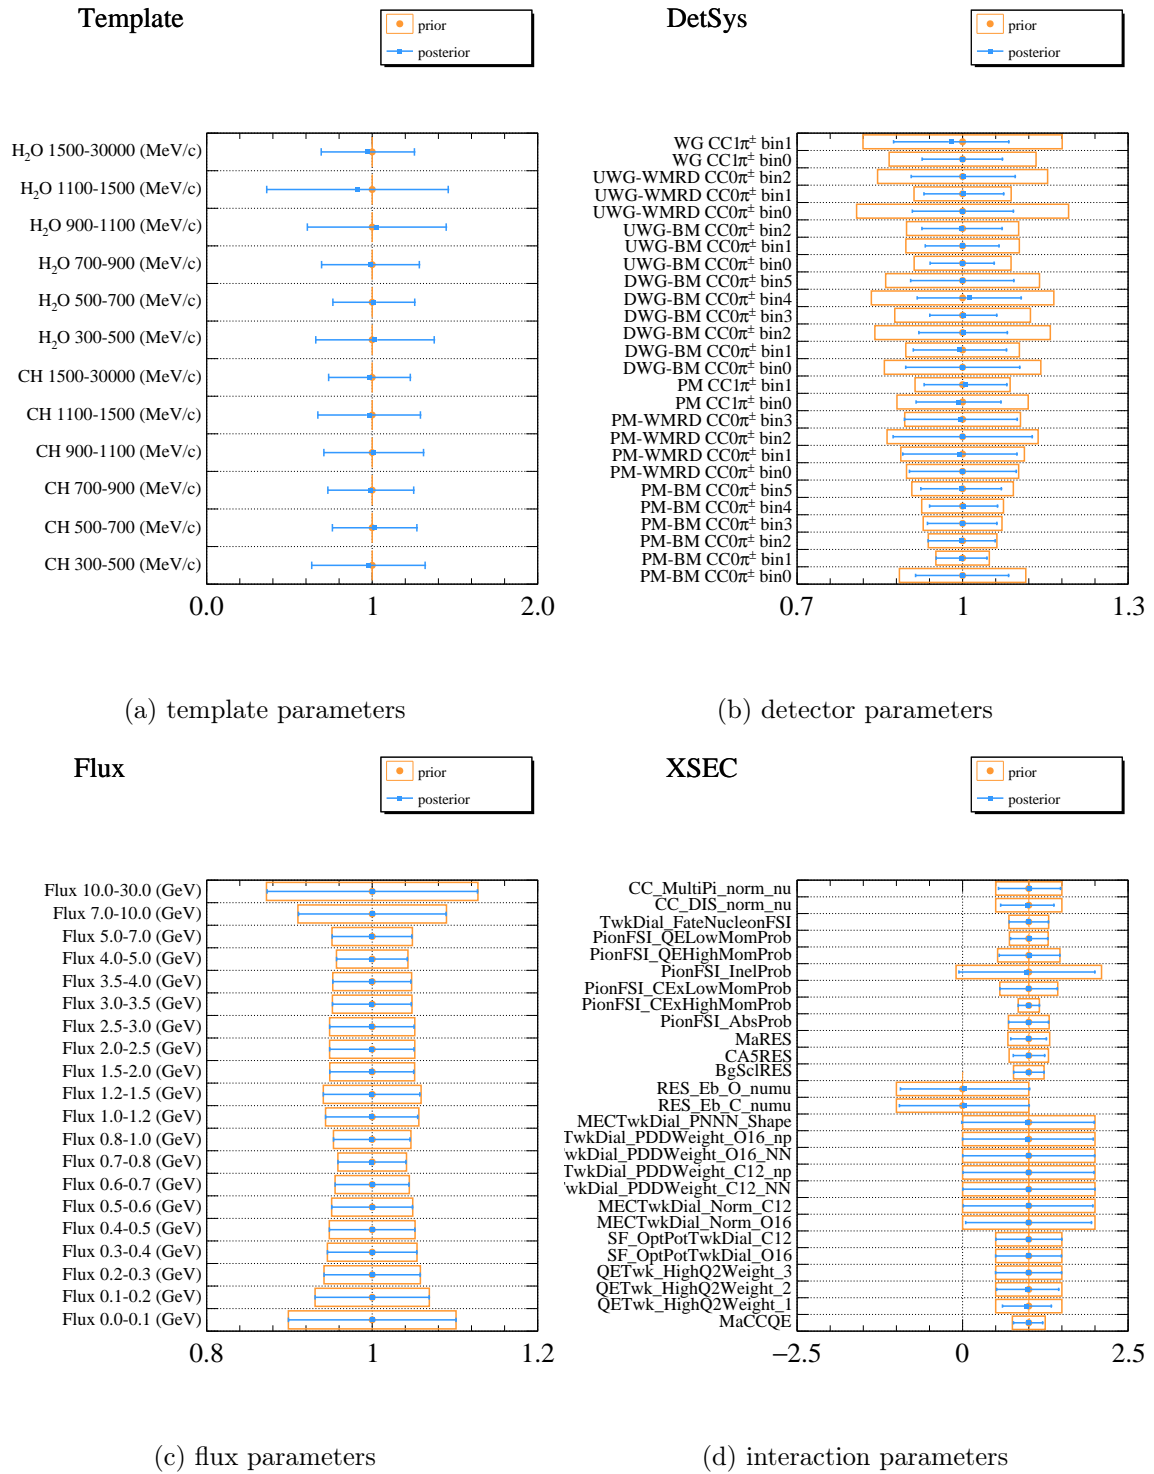 Template
prior
posterior
H₂O 1500-30000 (MeV/c)
H₂O 1100-1500 (MeV/c)
H₂O 900-1100 (MeV/c)
H₂O 700-900 (MeV/c)
H₂O 500-700 (MeV/c)
H₂O 300-500 (MeV/c)
CH 1500-30000 (MeV/c)
CH 1100-1500 (MeV/c)
CH 900-1100 (MeV/c)
CH 700-900 (MeV/c)
CH 500-700 (MeV/c)
CH 300-500 (MeV/c)
0.0 1 2.0
(a) template parameters
DetSys
prior
posterior
WG CC1π± bin1
WG CC1π± bin0
UWG-WMRD CC0π± bin2
UWG-WMRD CC0π± bin1
UWG-WMRD CC0π± bin0
UWG-BM CC0π± bin2
UWG-BM CC0π± bin1
UWG-BM CC0π± bin0
DWG-BM CC0π± bin5
DWG-BM CC0π± bin4
DWG-BM CC0π± bin3
DWG-BM CC0π± bin2
DWG-BM CC0π± bin1
DWG-BM CC0π± bin0
PM CC1π± bin1
PM CC1π± bin0
PM-WMRD CC0π± bin3
PM-WMRD CC0π± bin2
PM-WMRD CC0π± bin1
PM-WMRD CC0π± bin0
PM-BM CC0π± bin5
PM-BM CC0π± bin4
PM-BM CC0π± bin3
PM-BM CC0π± bin2
PM-BM CC0π± bin1
PM-BM CC0π± bin0
0.7 1 1.3
(b) detector parameters
Flux
prior
posterior
Flux 10.0-30.0 (GeV)
Flux 7.0-10.0 (GeV)
Flux 5.0-7.0 (GeV)
Flux 4.0-5.0 (GeV)
Flux 3.5-4.0 (GeV)
Flux 3.0-3.5 (GeV)
Flux 2.5-3.0 (GeV)
Flux 2.0-2.5 (GeV)
Flux 1.5-2.0 (GeV)
Flux 1.2-1.5 (GeV)
Flux 1.0-1.2 (GeV)
Flux 0.8-1.0 (GeV)
Flux 0.7-0.8 (GeV)
Flux 0.6-0.7 (GeV)
Flux 0.5-0.6 (GeV)
Flux 0.4-0.5 (GeV)
Flux 0.3-0.4 (GeV)
Flux 0.2-0.3 (GeV)
Flux 0.1-0.2 (GeV)
Flux 0.0-0.1 (GeV)
0.8 1 1.2
(c) flux parameters
XSEC
prior
posterior
CC_MultiPi_norm_nu
CC_DIS_norm_nu
TwkDial_FateNucleonFSI
PionFSI_QELowMomProb
PionFSI_QEHighMomProb
PionFSI_InelProb
PionFSI_CExLowMomProb
PionFSI_CExHighMomProb
PionFSI_AbsProb
MaRES
CA5RES
BgSclRES
RES_Eb_O_numu
RES_Eb_C_numu
MECTwkDial_PNNN_Shape
TwkDial_PDDWeight_O16_np
wkDial_PDDWeight_O16_NN
TwkDial_PDDWeight_C12_np
wkDial_PDDWeight_C12_NN
MECTwkDial_Norm_C12
MECTwkDial_Norm_O16
SF_OptPotTwkDial_C12
SF_OptPotTwkDial_O16
QETwk_HighQ2Weight_3
QETwk_HighQ2Weight_2
QETwk_HighQ2Weight_1
MaCCQE
−2.5 0 2.5
(d) interaction parameters